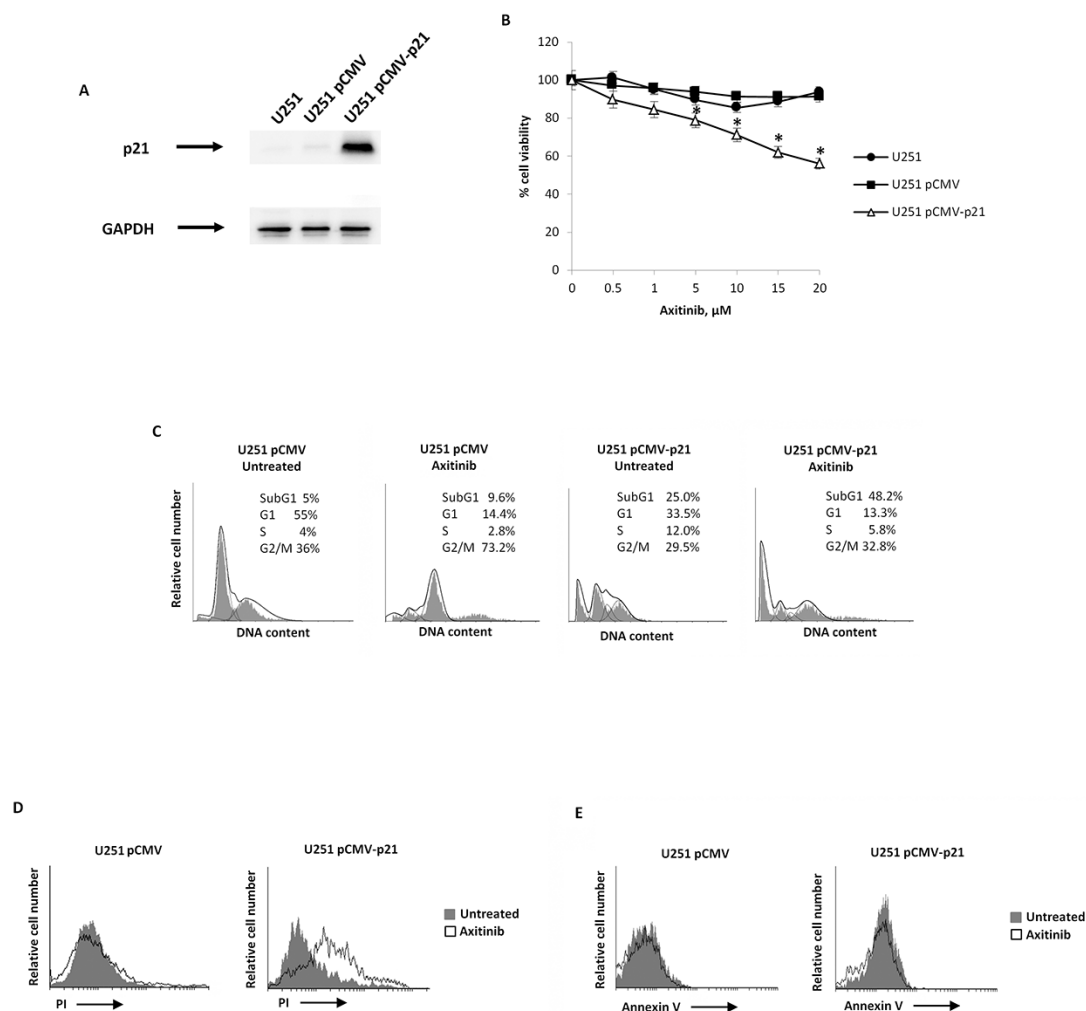 A
U251
U251 pCMV
U251 pCMV-p21
p21
GAPDH
B
120
100
80
60
40
20
0
% cell viability
0 0.5 1 5 10 15 20
Axitinib, µM
* * * *
U251
U251 pCMV
U251 pCMV-p21
C
U251 pCMV
Untreated
SubG1 5%
G1 55%
S 4%
G2/M 36%
Relative cell number
DNA content
U251 pCMV
Axitinib
SubG1 9.6%
G1 14.4%
S 2.8%
G2/M 73.2%
DNA content
U251 pCMV-p21
Untreated
SubG1 25.0%
G1 33.5%
S 12.0%
G2/M 29.5%
DNA content
U251 pCMV-p21
Axitinib
SubG1 48.2%
G1 13.3%
S 5.8%
G2/M 32.8%
DNA content
D
U251 pCMV
Relative cell number
PI
U251 pCMV-p21
Relative cell number
PI
Untreated
Axitinib
E
U251 pCMV
Relative cell number
Annexin V
U251 pCMV-p21
Relative cell number
Annexin V
Untreated
Axitinib